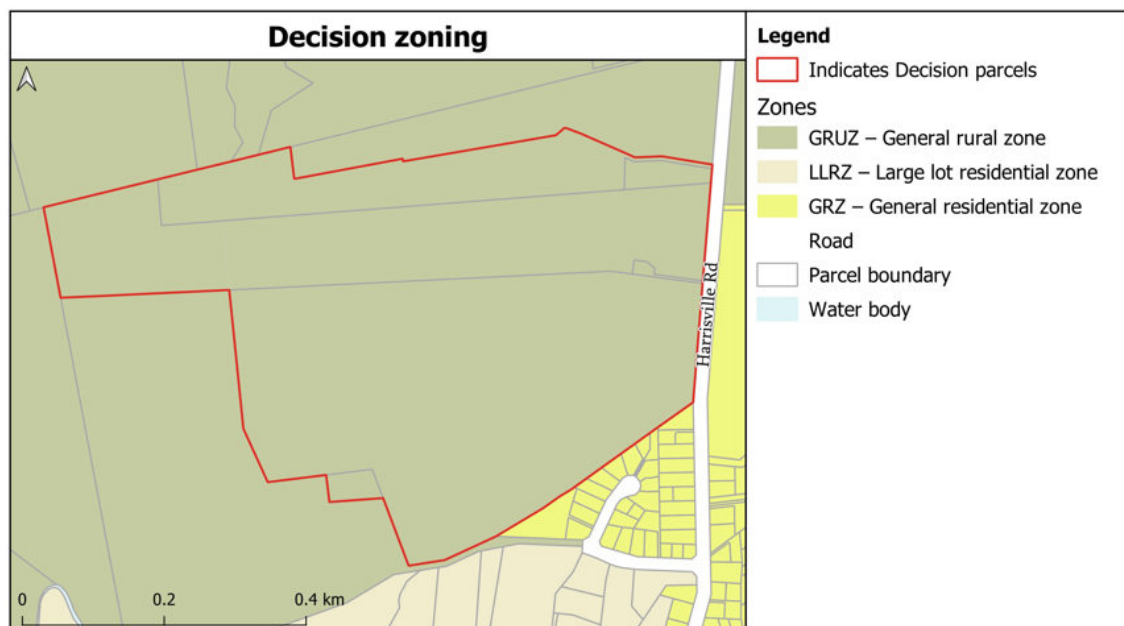 Decision zoning
Harrisville Rd
0
0.2
0.4 km
Legend
Indicates Decision parcels
Zones
GRUZ – General rural zone
LLRZ – Large lot residential zone
GRZ – General residential zone
Road
Parcel boundary
Water body